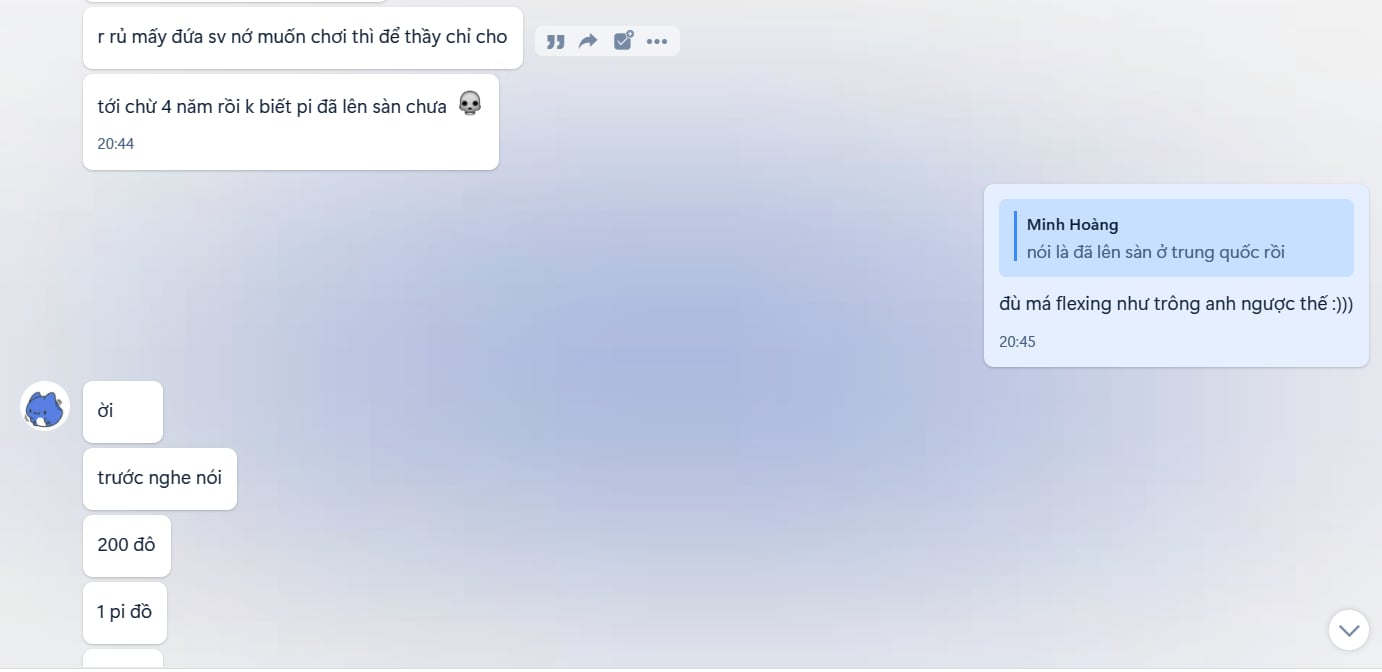 r rủ mấy đứa sv nớ muốn chơi thì để thầy chỉ cho
tới chừ 4 năm rồi k biết pi đã lên sàn chưa 💀
20:44
Minh Hoàng
nói là đã lên sàn ở trung quốc rồi
đù má flexing như trông anh ngược thế :)))
20:45
ời
trước nghe nói
200 đô
1 pi đồ